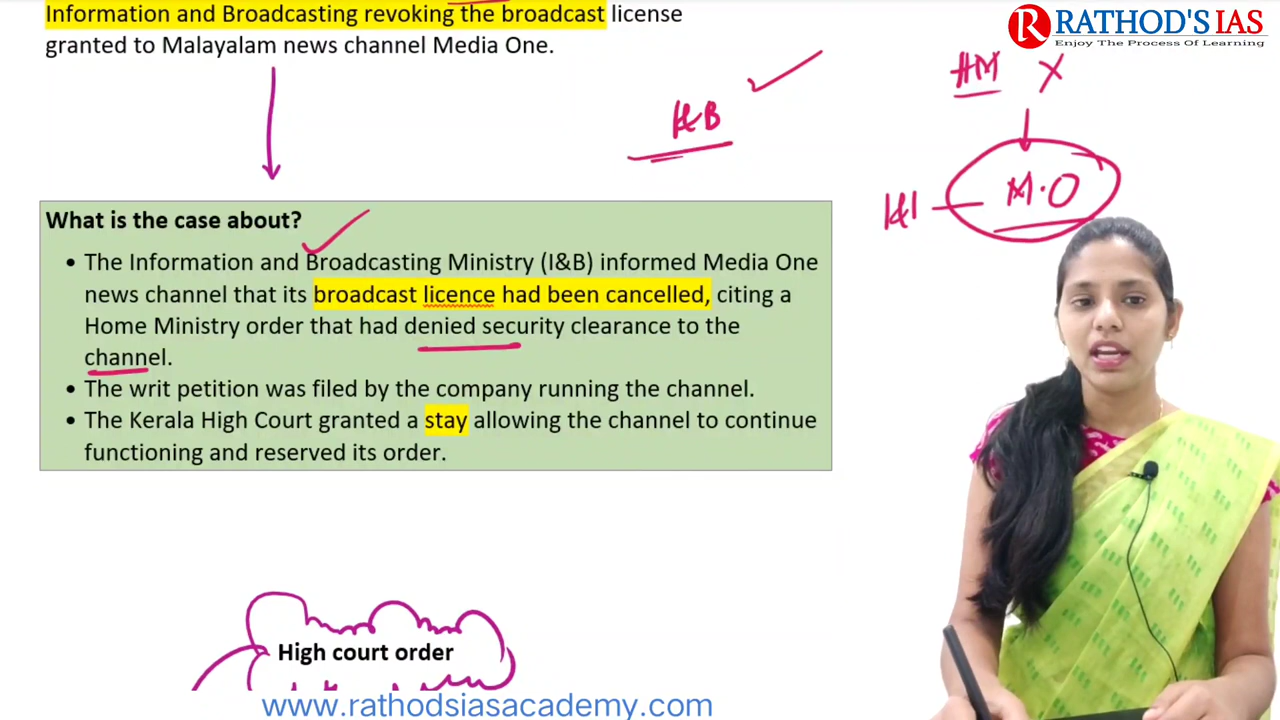 Information and Broadcasting revoking the broadcast license
granted to Malayalam news channel Media One.
RATHOD'S IAS
Enjoy The Process Of Learning
HM X
I&B
M.O
What is the case about?
• The Information and Broadcasting Ministry (I&B) informed Media One
news channel that its broadcast licence had been cancelled, citing a
Home Ministry order that had denied security clearance to the
channel.
• The writ petition was filed by the company running the channel.
• The Kerala High Court granted a stay allowing the channel to continue
functioning and reserved its order.
High court order
www.rathodsiasacademy.com